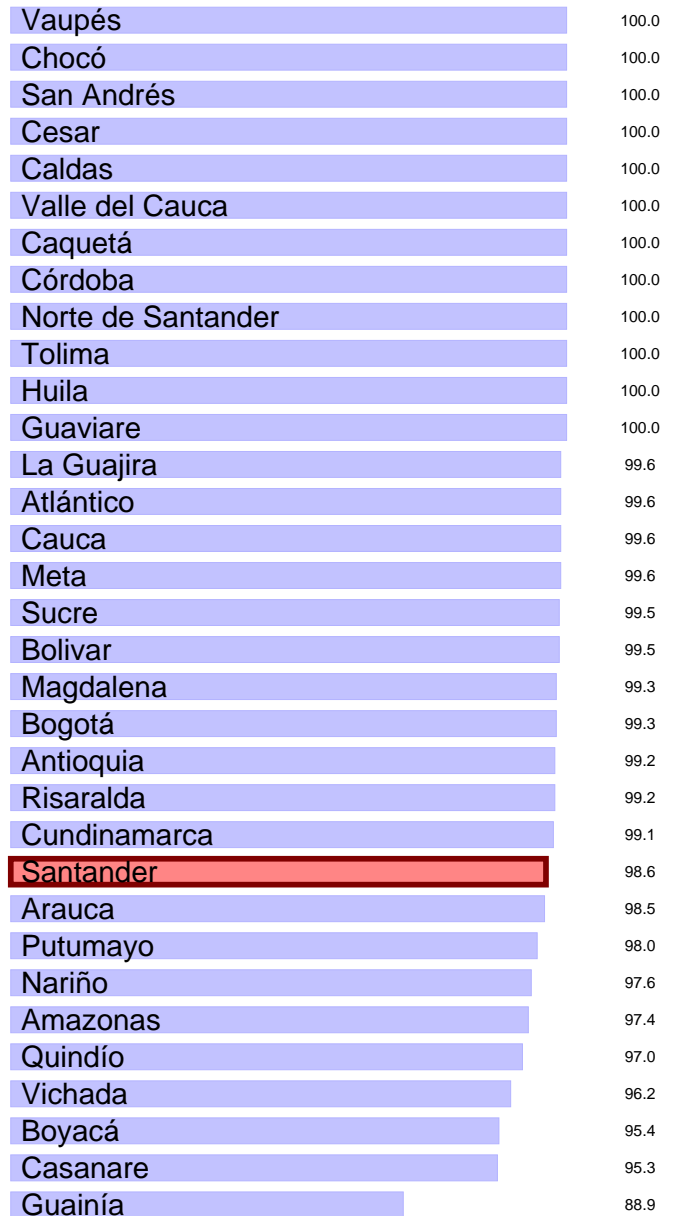 Vaupés 100.0
Chocó 100.0
San Andrés 100.0
Cesar 100.0
Caldas 100.0
Valle del Cauca 100.0
Caquetá 100.0
Córdoba 100.0
Norte de Santander 100.0
Tolima 100.0
Huila 100.0
Guaviare 100.0
La Guajira 99.6
Atlántico 99.6
Cauca 99.6
Meta 99.6
Sucre 99.5
Bolivar 99.5
Magdalena 99.3
Bogotá 99.3
Antioquia 99.2
Risaralda 99.2
Cundinamarca 99.1
Santander 98.6
Arauca 98.5
Putumayo 98.0
Nariño 97.6
Amazonas 97.4
Quindío 97.0
Vichada 96.2
Boyacá 95.4
Casanare 95.3
Guainía 88.9